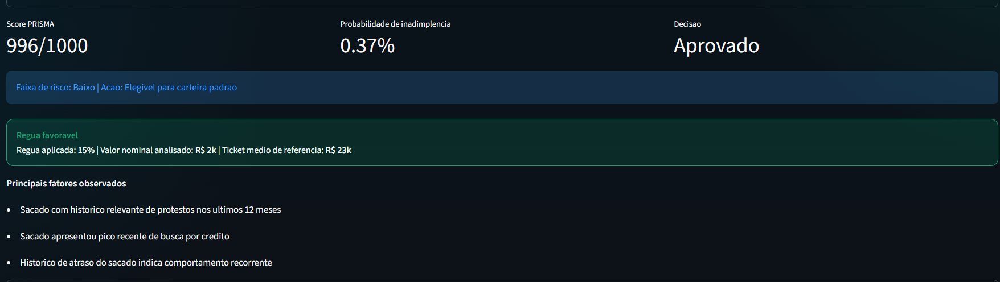 Score PRISMA
Probabilidade de inadimplencia
Decisao
996/1000
0.37%
Aprovado
Faixa de risco: Baixo | Acao: Elegivel para carteira padrao
Regua favoravel
Regua aplicada: 15% | Valor nominal analisado: R$ 2k | Ticket medio de referencia: R$ 23k
Principais fatores observados
• Sacado com historico relevante de protestos nos ultimos 12 meses
• Sacado apresentou pico recente de busca por credito
• Historico de atraso do sacado indica comportamento recorrente